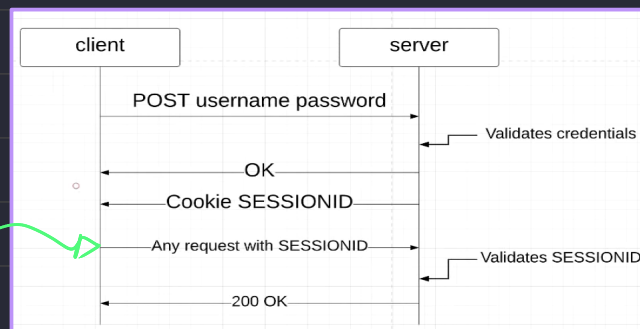 client
server
POST username password
Validates credentials
OK
Cookie SESSIONID
Any request with SESSIONID
Validates SESSIONID
200 OK